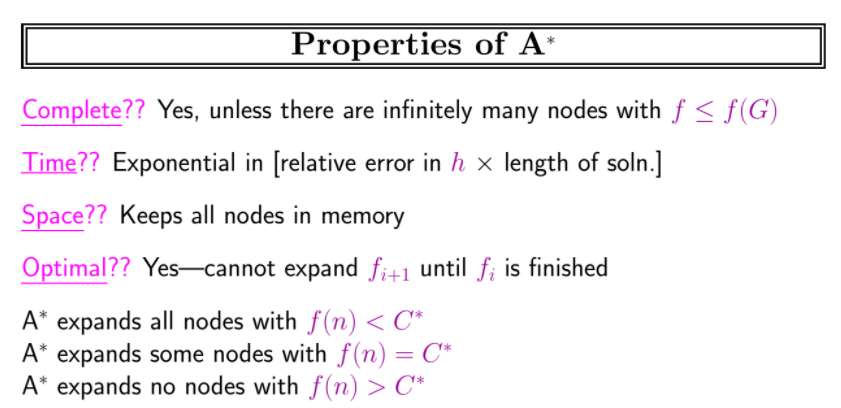 Properties of A*
Complete?? Yes, unless there are infinitely many nodes with f ≤ f(G)
Time?? Exponential in [relative error in h × length of soln.]
Space?? Keeps all nodes in memory
Optimal?? Yes—cannot expand f_{i+1} until f_i is finished
A* expands all nodes with f(n) < C*
A* expands some nodes with f(n) = C*
A* expands no nodes with f(n) > C*